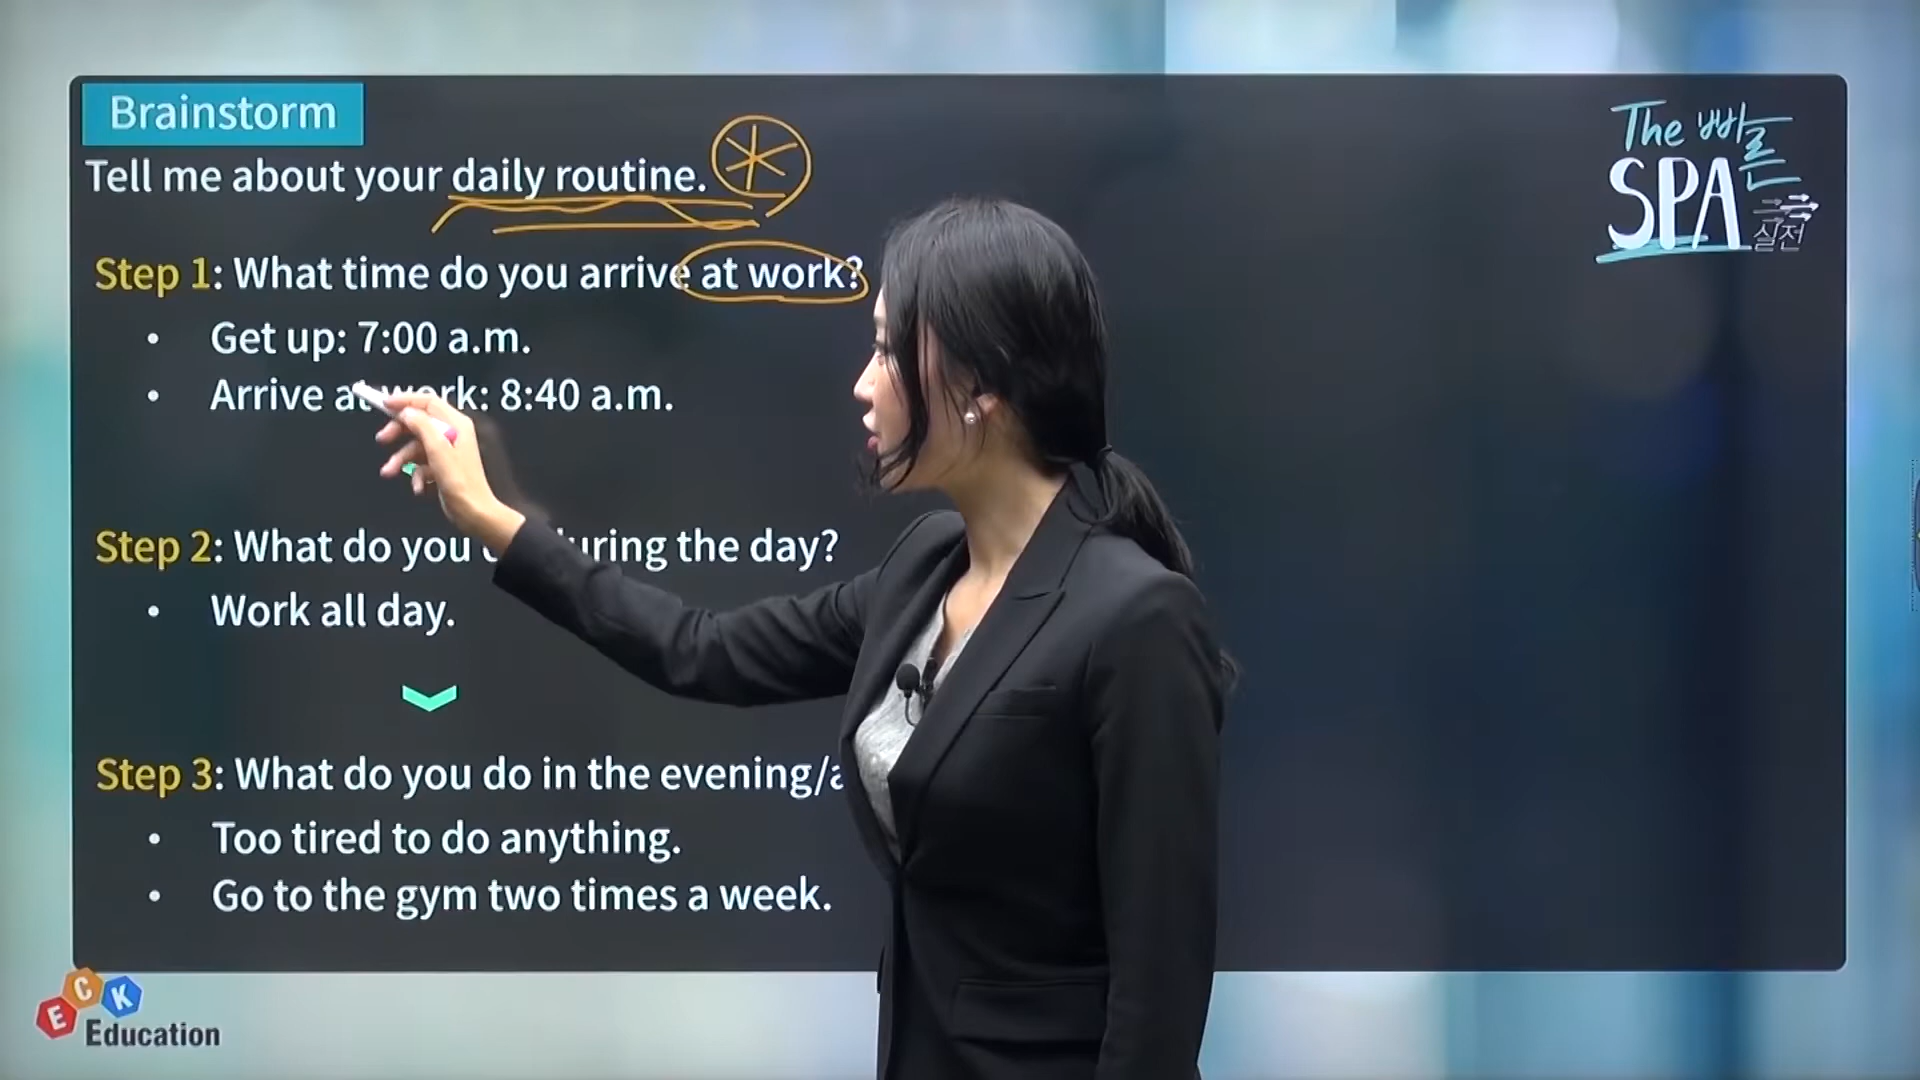 Brainstorm
Tell me about your daily routine.
Step 1: What time do you arrive at work?
• Get up: 7:00 a.m.
• Arrive at work: 8:40 a.m.
Step 2: What do you during the day?
• Work all day.
Step 3: What do you do in the evening/
• Too tired to do anything.
• Go to the gym two times a week.
The 빠른
SPA
실전
ECK
Education